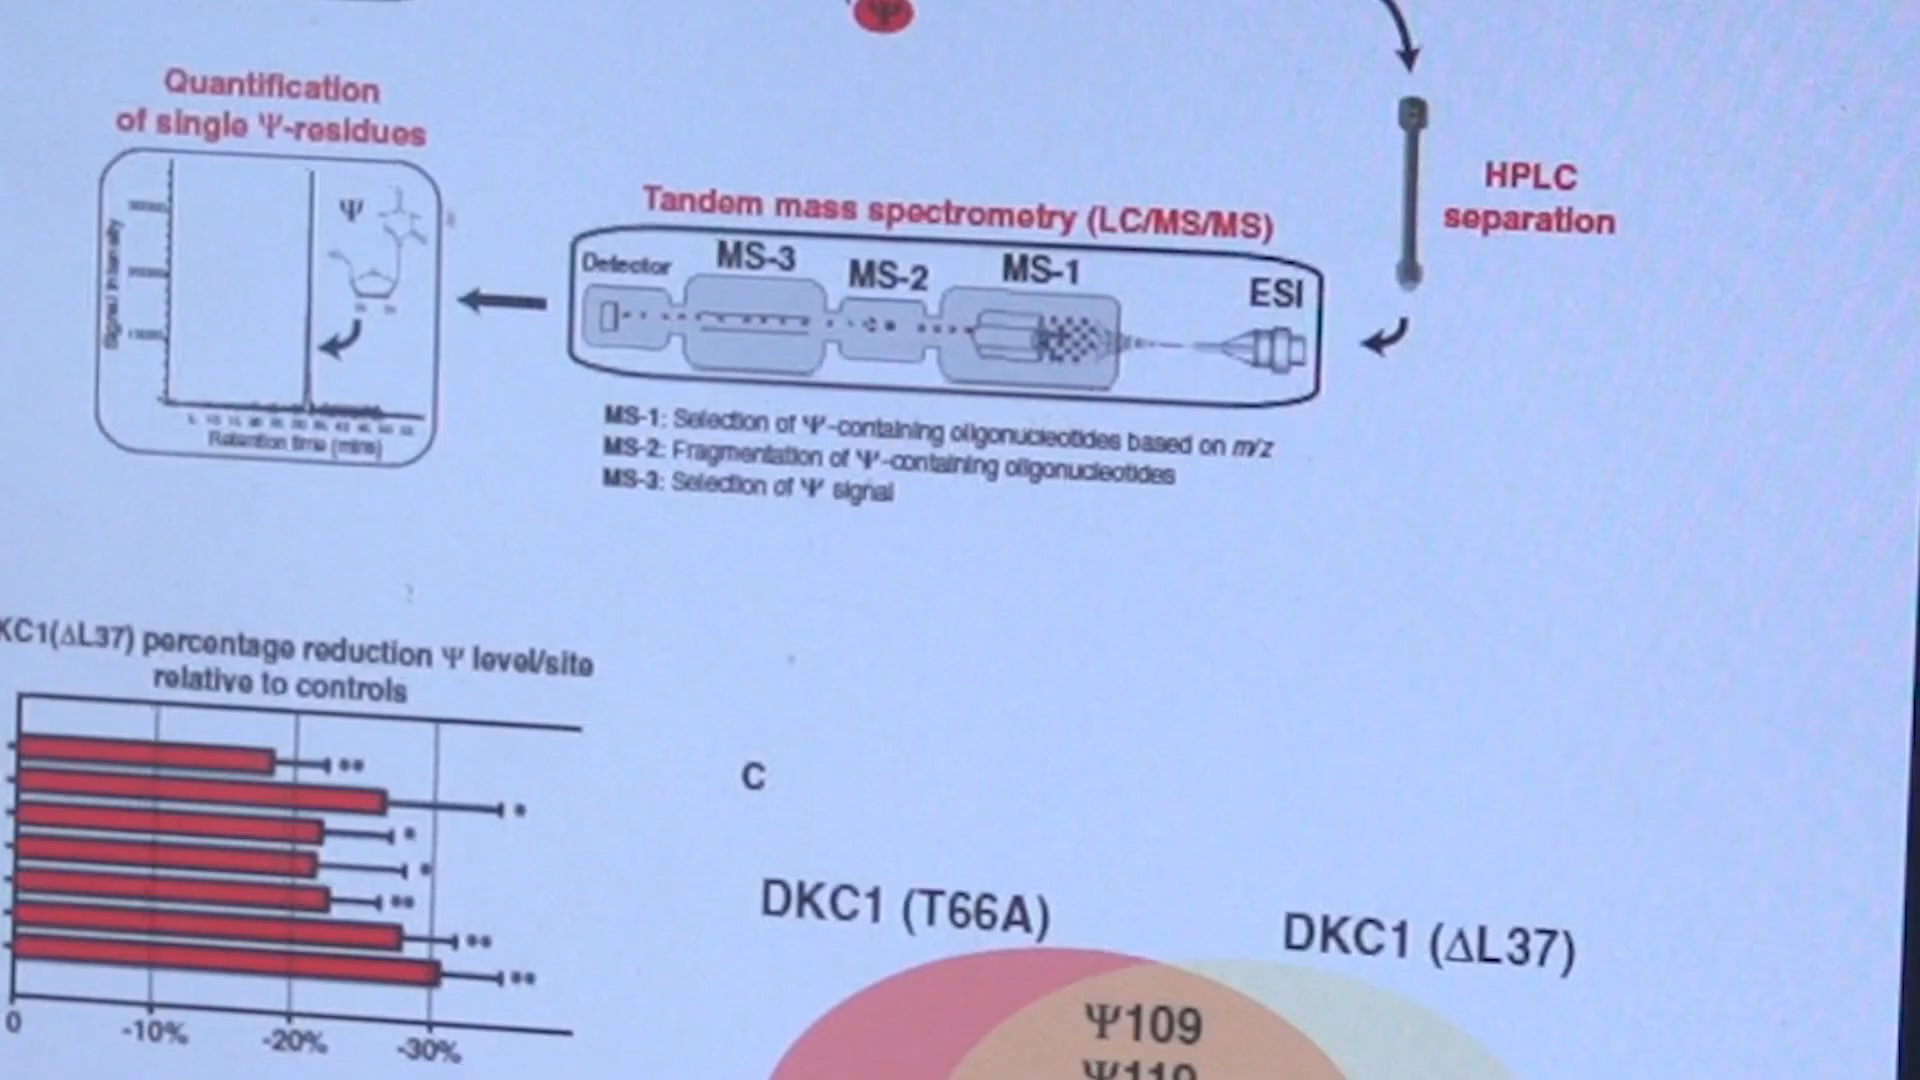 Ψ
Quantification
of single Ψ-residues
Signal intensity
Ψ
Retention time (mins)
HPLC
separation
Tandem mass spectrometry (LC/MS/MS)
Detector
MS-3
MS-2
MS-1
ESI
MS-1: Selection of Ψ-containing oligonucleotides based on m/z
MS-2: Fragmentation of Ψ-containing oligonucleotides
MS-3: Selection of Ψ signal
KC1(ΔL37) percentage reduction Ψ level/site
relative to controls
**
*
*
*
**
**
**
0 -10% -20% -30%
C
DKC1 (T66A)
DKC1 (ΔL37)
Ψ109
Ψ119